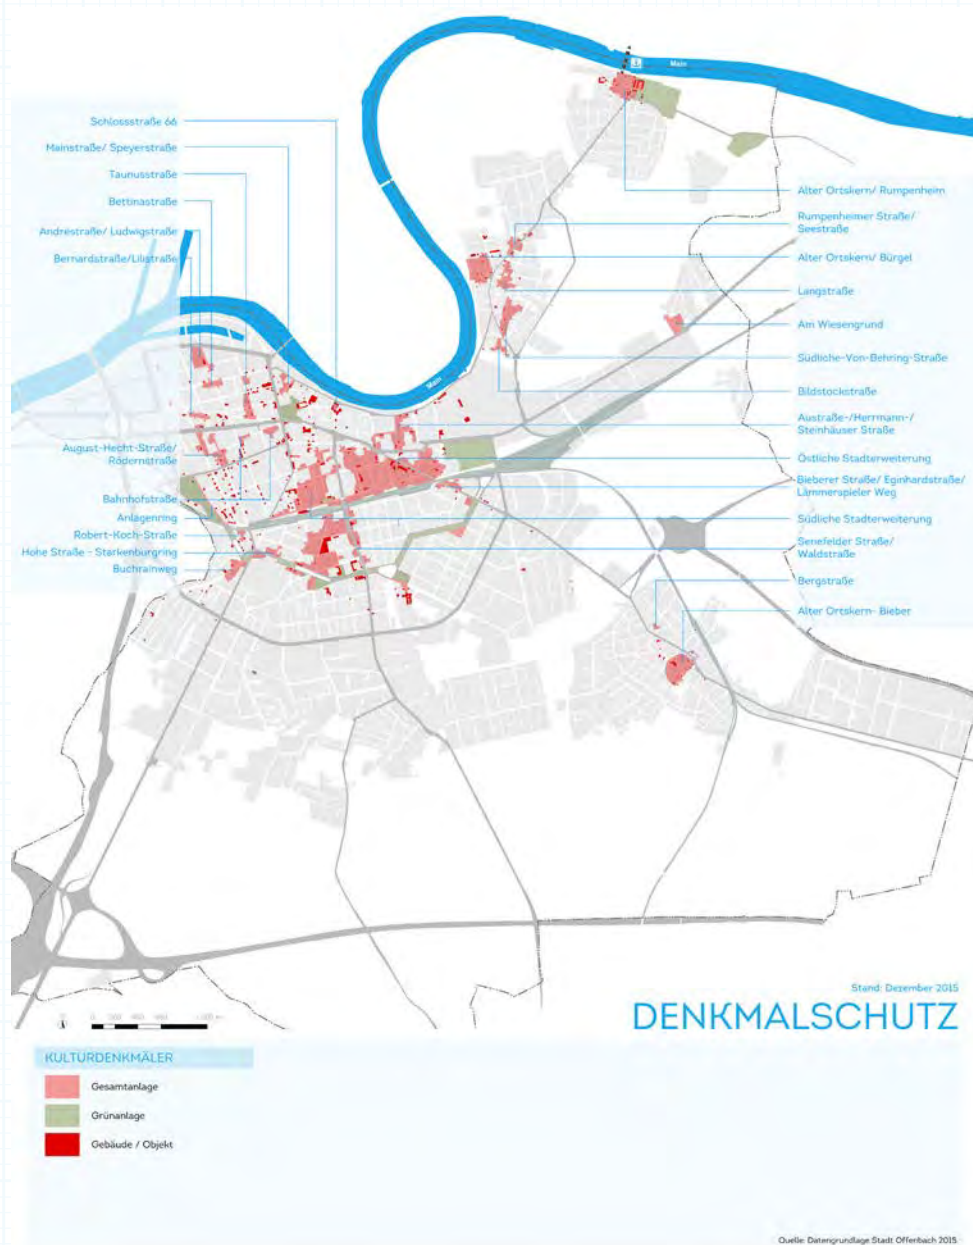 Main
Schlossstraße 66
Mainstraße/ Speyerstraße
Taunusstraße
Bettinastraße
Andréstraße/ Ludwigstraße
Bernardstraße/Lilistraße
Alter Ortskern/ Rumpenheim
Rumpenheimer Straße/
Seestraße
Alter Ortskern/ Bürgel
Langstraße
Am Wiesengrund
Südliche-Von-Behring-Straße
Bildstockstraße
Main
Austraße-/Herrmann-/
Steinhäuser Straße
Östliche Stadterweiterung
Bieberer Straße/ Eginhardstraße/
Lämmerspieler Weg
Südliche Stadterweiterung
Senefelder Straße/
Waldstraße
Bergstraße
Alter Ortskern- Bieber
August-Hecht-Straße/
Rödernstraße
Bahnhofstraße
Anlagenring
Robert-Koch-Straße
Hohe Straße - Starkenburgring
Buchrainweg
Stand: Dezember 2015
DENKMALSCHUTZ
KULTURDENKMÄLER
Gesamtanlage
Grünanlage
Gebäude / Objekt
Quelle: Datengrundlage Stadt Offenbach 2015